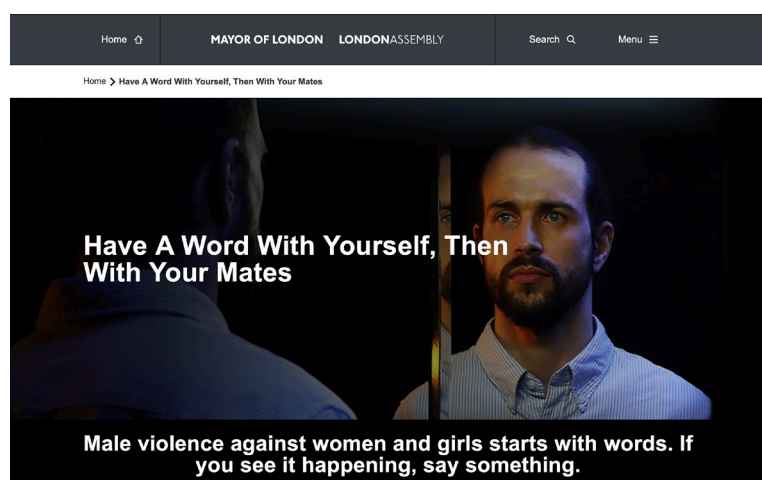 Home
MAYOR OF LONDON LONDONASSEMBLY
Search
Menu
Home > Have A Word With Yourself, Then With Your Mates
Have A Word With Yourself, Then
With Your Mates
Male violence against women and girls starts with words. If
you see it happening, say something.